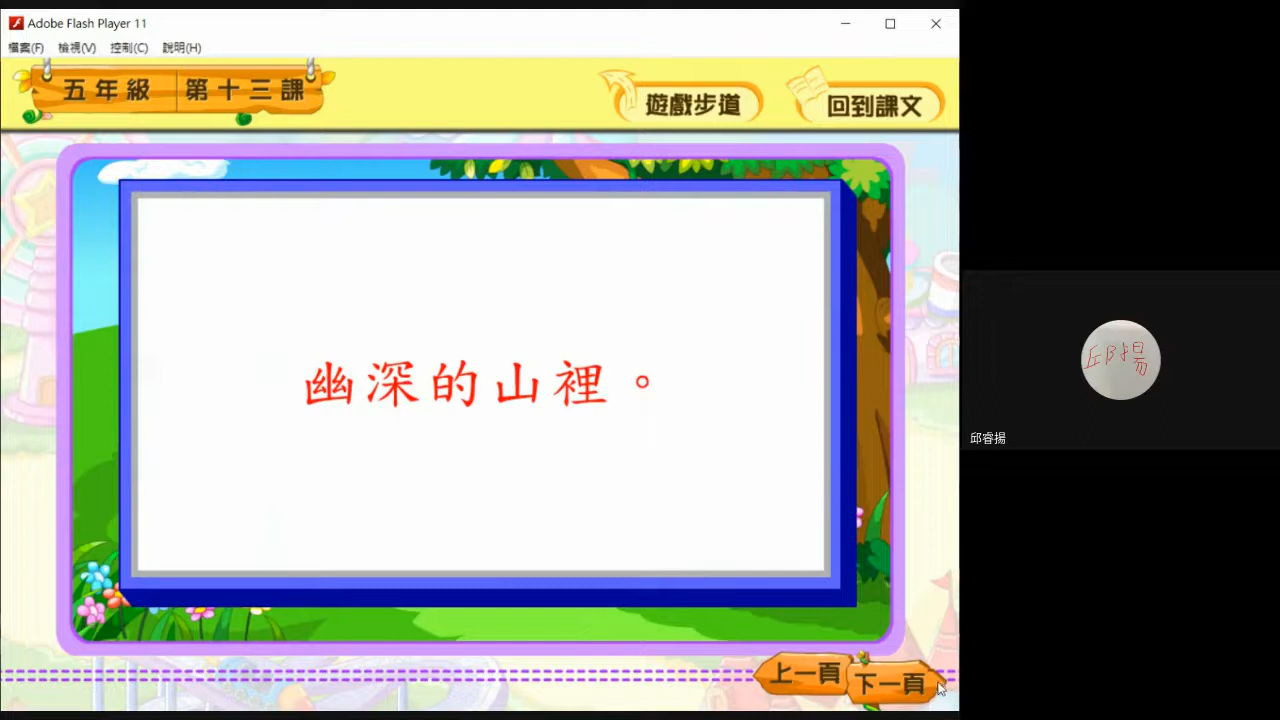 Adobe Flash Player 11
檔案(F) 檢視(V) 控制(C) 說明(H)
五年級 第十三課
遊戲步道
回到課文
幽深的山裡。
邱揚
邱睿揚
上一頁
下一頁